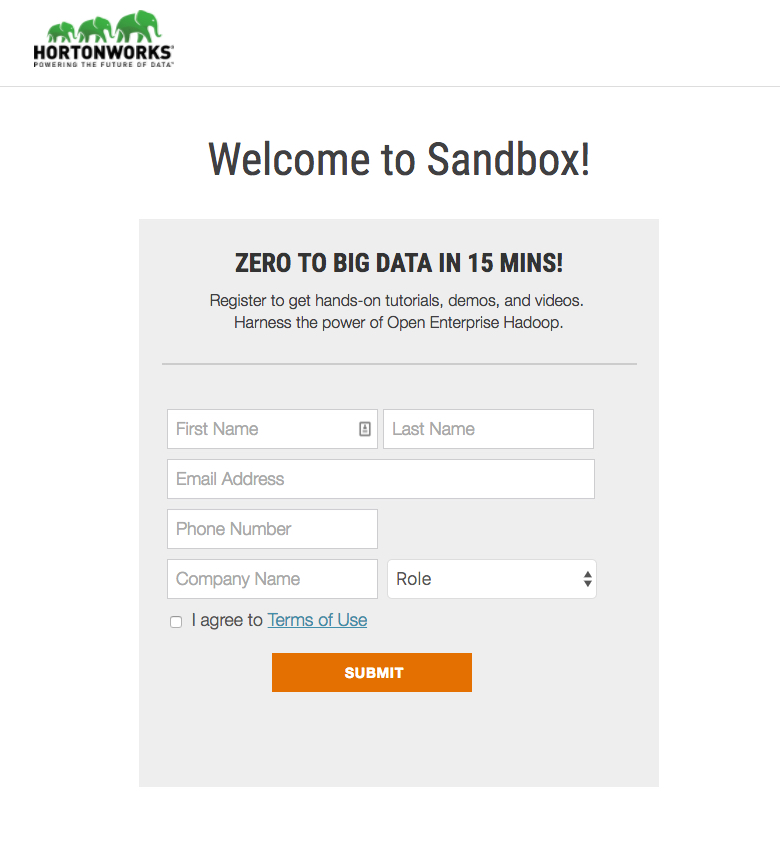 HORTONWORKS®
POWERING THE FUTURE OF DATA™
Welcome to Sandbox!
ZERO TO BIG DATA IN 15 MINS!
Register to get hands-on tutorials, demos, and videos.
Harness the power of Open Enterprise Hadoop.
First Name Last Name
Email Address
Phone Number
Company Name Role
I agree to Terms of Use
SUBMIT